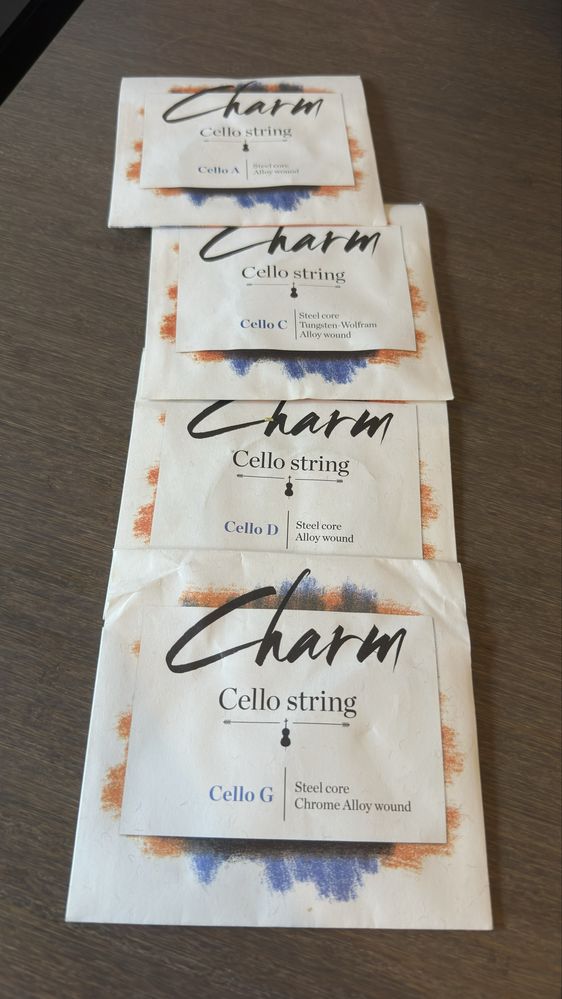 Charm
Cello string
Cello A
Steel core
Alloy wound
Charm
Cello string
Cello C
Steel core
Tungsten-Wolfram
Alloy wound
Charm
Cello string
Cello D
Steel core
Alloy wound
Charm
Cello string
Cello G
Steel core
Chrome Alloy wound